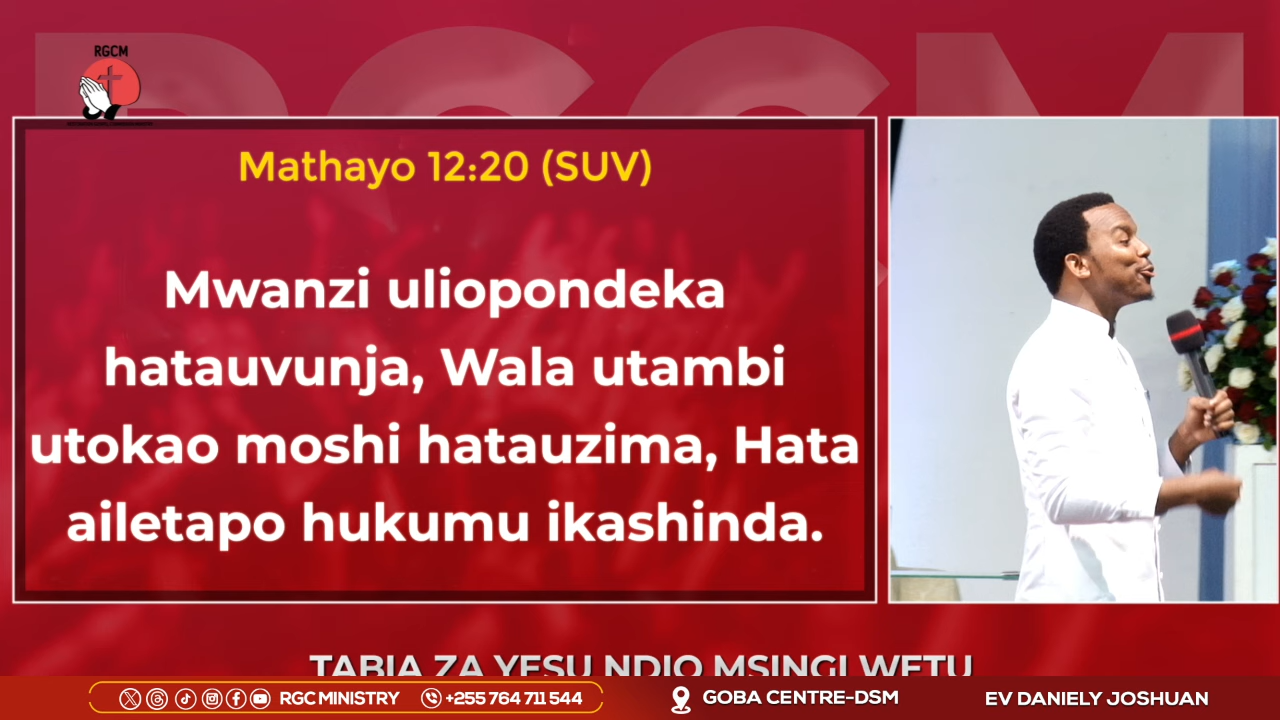 RGCM
RGCM
Mathayo 12:20 (SUV)
Mwanzi uliopondeka
hatauvunja, Wala utambi
utokao moshi hatauzima, Hata
ailetapo hukumu ikashinda.
TABIA ZA YESU NDIO MSINGI WETU
RGC MINISTRY
+255 764 711 544
GOBA CENTRE-DSM
EV DANIELY JOSHUAN